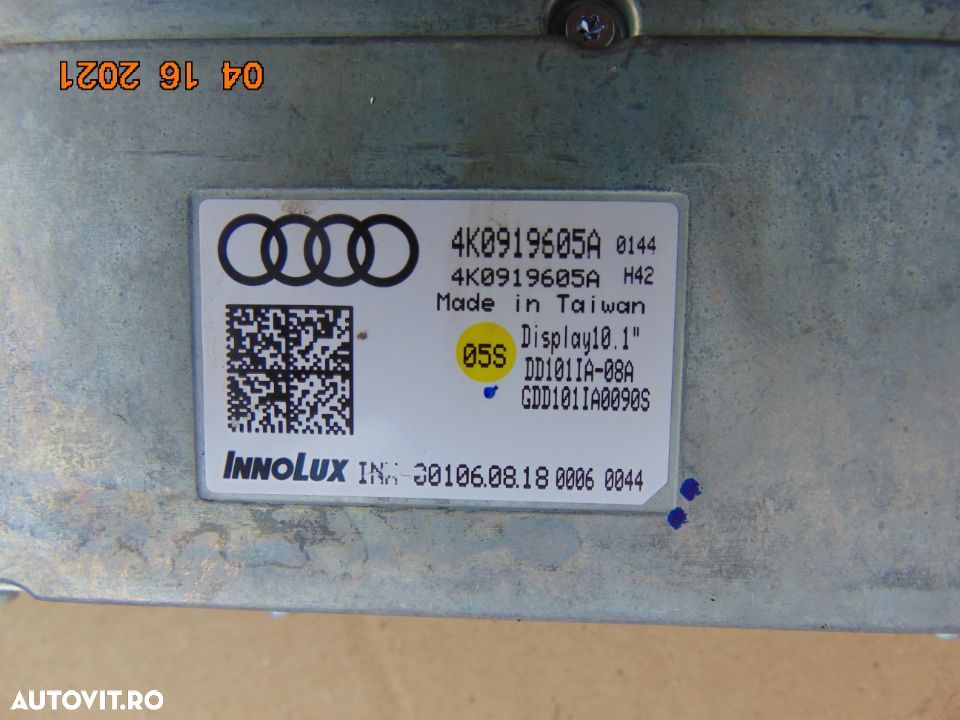 04 16 2021
4K0919605A 0144
4K0919605A H42
Made in Taiwan
05S
Display10.1"
DD101IA-08A
GDD101IA0090S
INNOLUX 06.08.18 0006 0044
AUTOVIT.RO